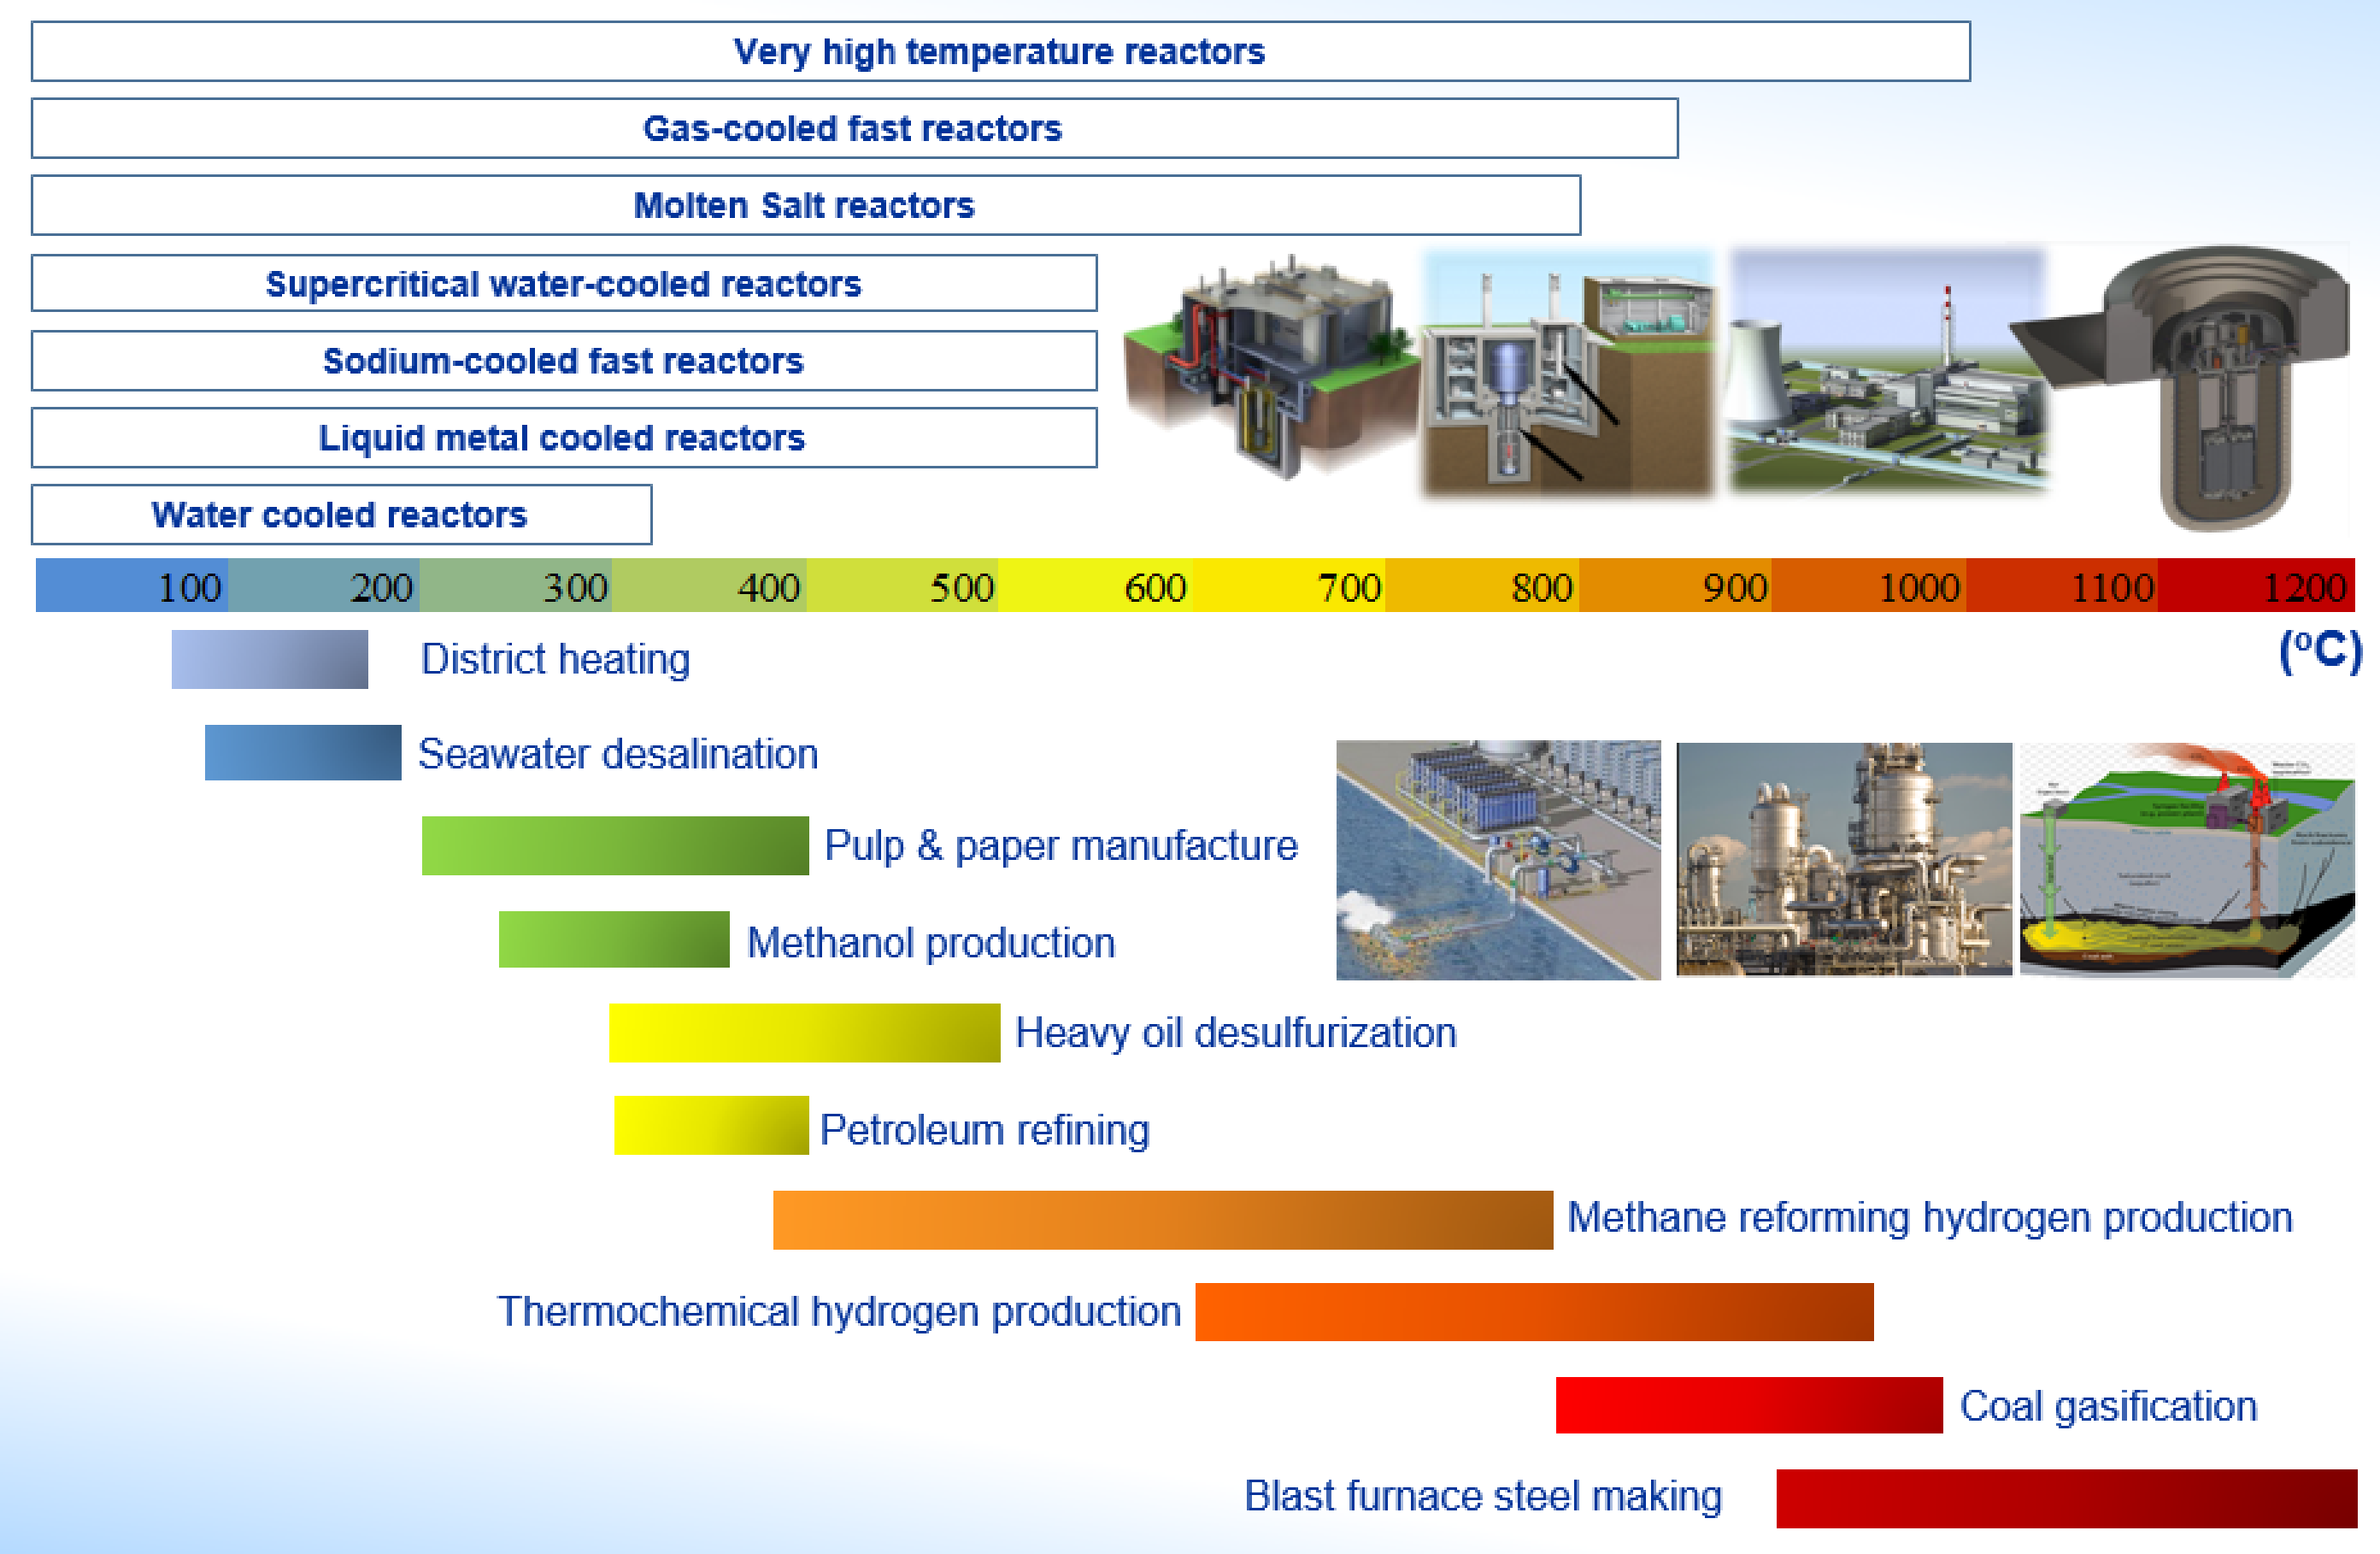 Very high temperature reactors
Gas-cooled fast reactors
Molten Salt reactors
Supercritical water-cooled reactors
Sodium-cooled fast reactors
Liquid metal cooled reactors
Water cooled reactors
100 200 300 400 500 600 700 800 900 1000 1100 1200
(ºC)
District heating
Seawater desalination
Pulp & paper manufacture
Methanol production
Heavy oil desulfurization
Petroleum refining
Methane reforming hydrogen production
Thermochemical hydrogen production
Coal gasification
Blast furnace steel making